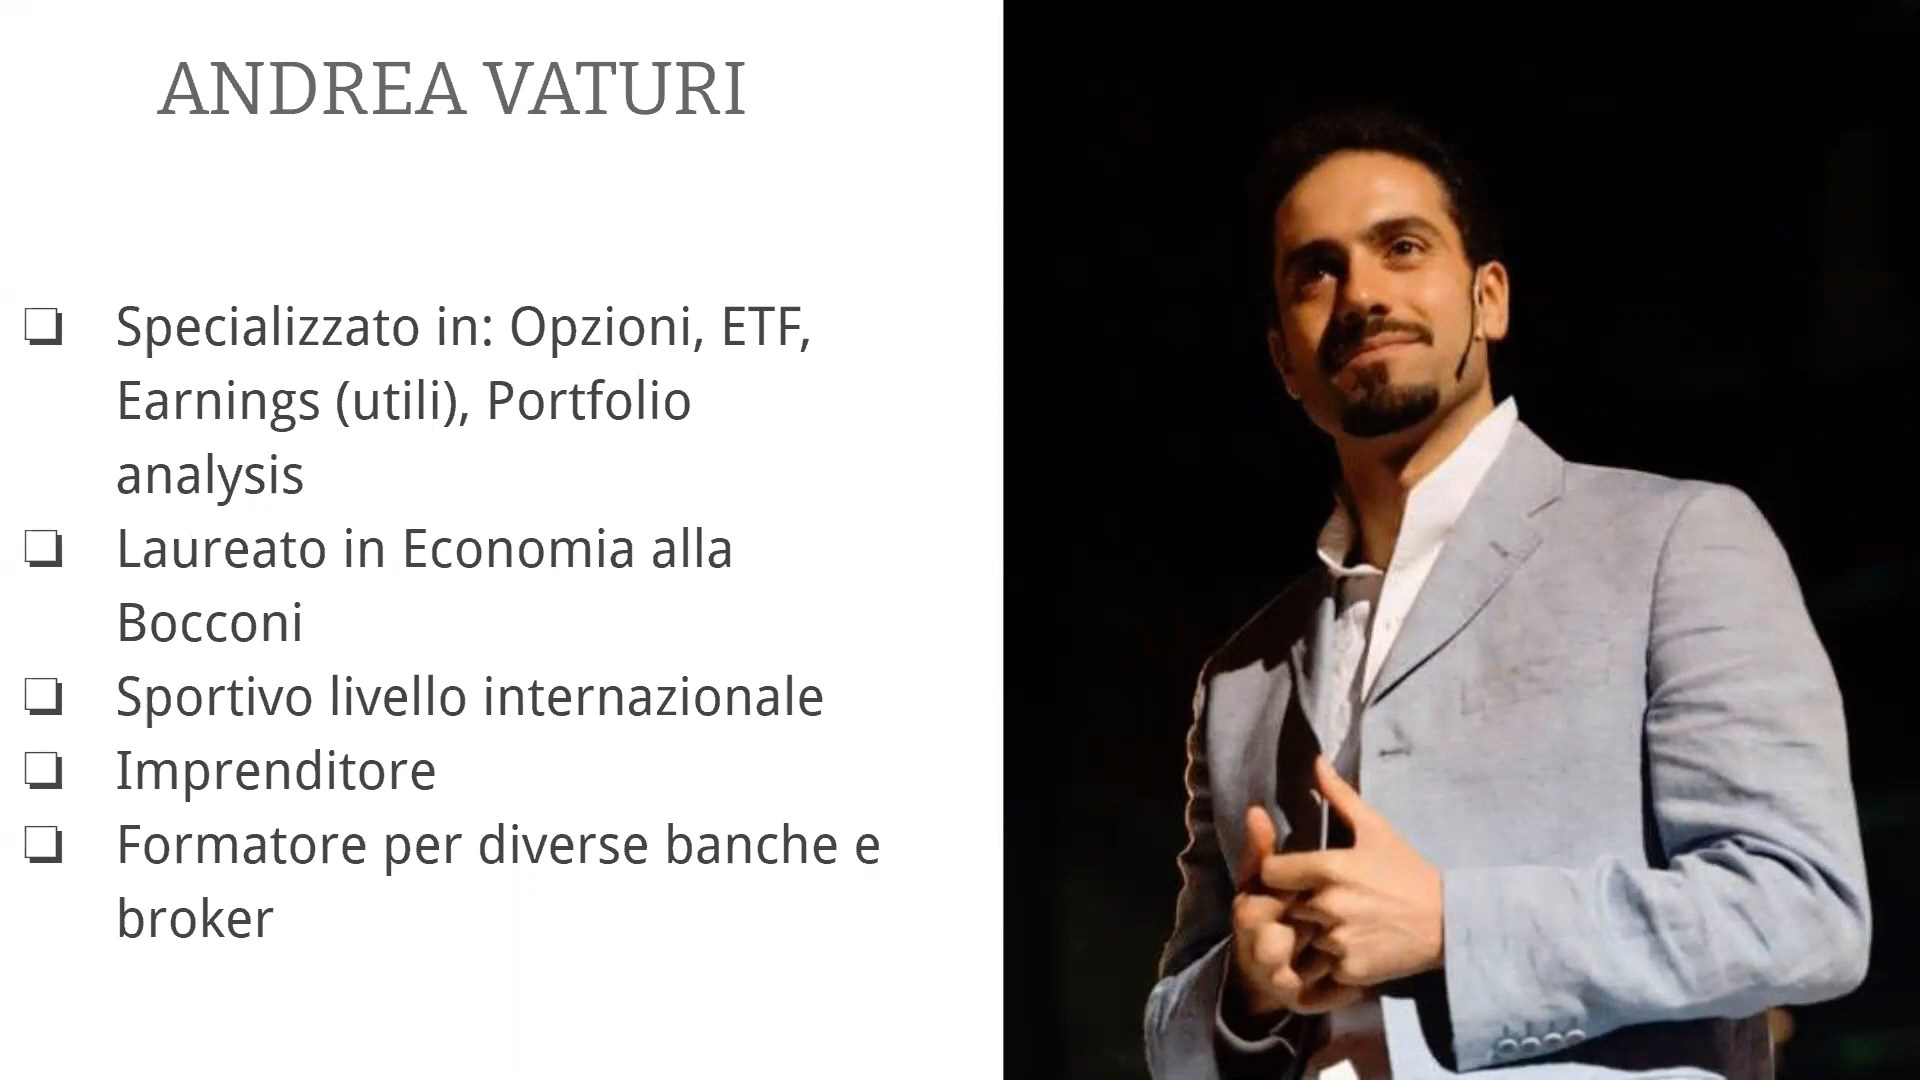 ANDREA VATURI
❏ Specializzato in: Opzioni, ETF,
Earnings (utili), Portfolio
analysis
❏ Laureato in Economia alla
Bocconi
❏ Sportivo livello internazionale
❏ Imprenditore
❏ Formatore per diverse banche e
broker